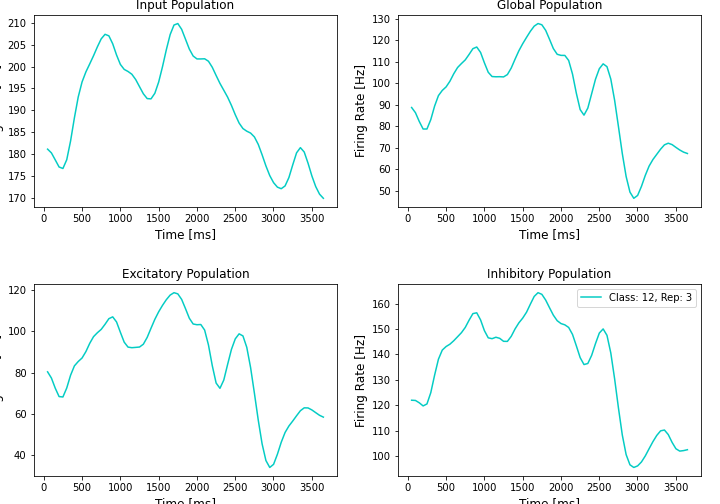 Input Population
210
205
200
195
190
185
180
175
170
0 500 1000 1500 2000 2500 3000 3500
Time [ms]
Global Population
Firing Rate [Hz]
130
120
110
100
90
80
70
60
50
0 500 1000 1500 2000 2500 3000 3500
Time [ms]
Excitatory Population
120
100
80
60
40
0 500 1000 1500 2000 2500 3000 3500
Time [ms]
Inhibitory Population
Class: 12, Rep: 3
Firing Rate [Hz]
160
150
140
130
120
110
100
0 500 1000 1500 2000 2500 3000 3500
Time [ms]